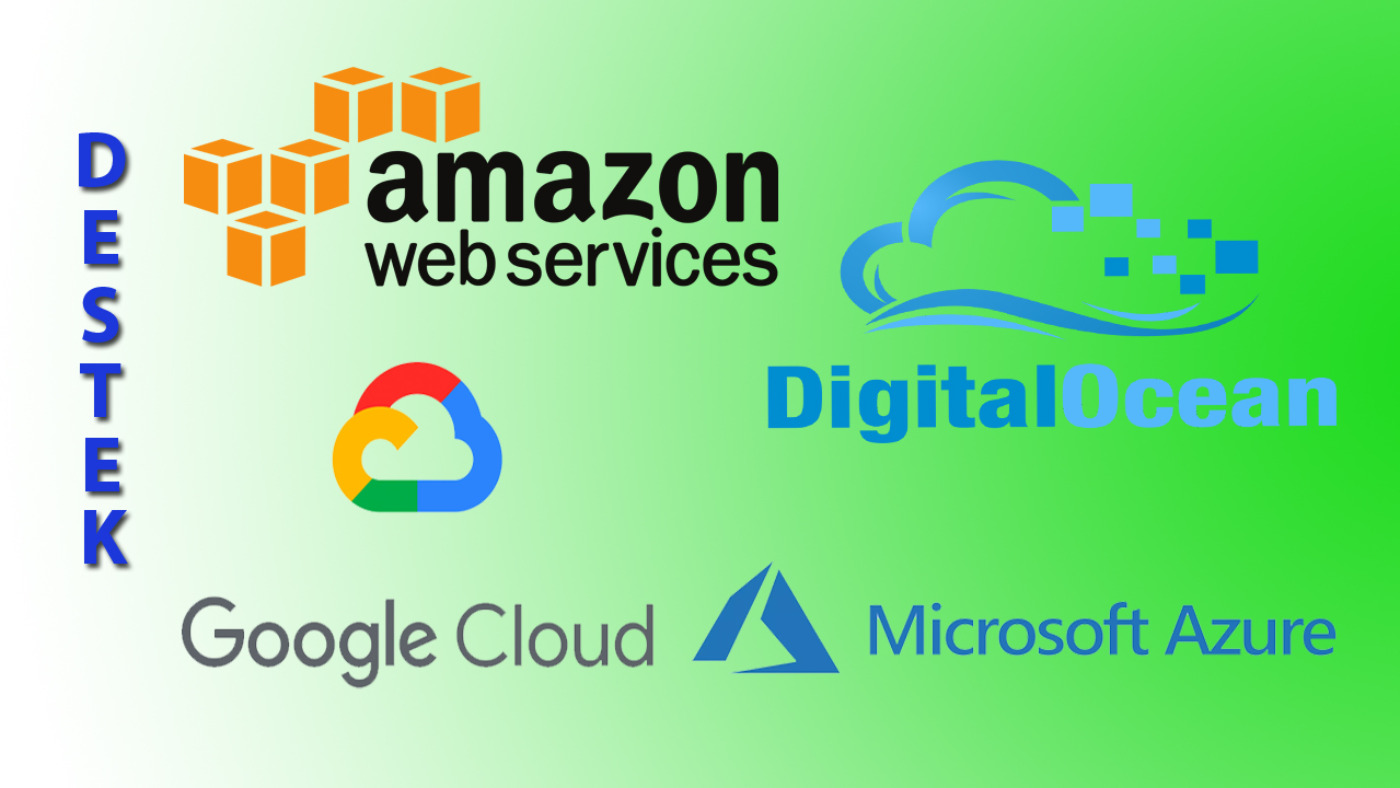 DESTEK
amazon
web services
DigitalOcean
Google Cloud
Microsoft Azure